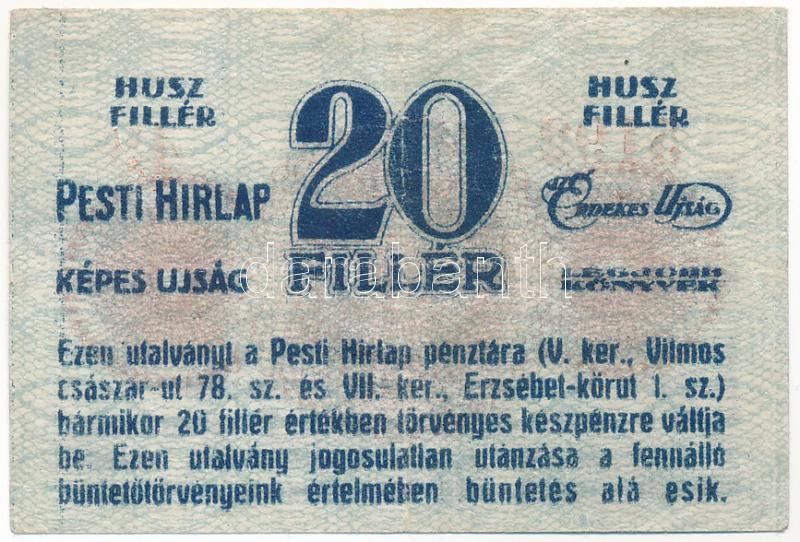 HUSZ
FILLÉR
20
FILLÉR
HUSZ
FILLÉR
PESTI HIRLAP
AZ
ÉRDEKES UJSÁG
KÉPES UJSÁG
LEGJOBB
KÖNYVEK
darabanth
Ezen utalványt a Pesti Hirlap pénztára (V. ker., Vilmos
császár-ut 78. sz. és VII. ker., Erzsébet-körut 1. sz.)
bármikor 20 fillér értékben törvényes készpénzre váltja
be. Ezen utalvány jogosulatlan utánzása a fennálló
büntetőtörvényeink értelmében büntetés alá esik.